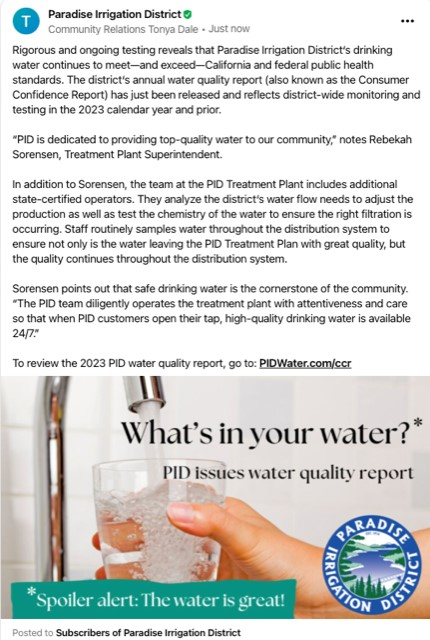 Paradise Irrigation District
Community Relations Tonya Dale • Just now
T
Rigorous and ongoing testing reveals that Paradise Irrigation District's drinking
water continues to meet—and exceed—California and federal public health
standards. The district's annual water quality report (also known as the Consumer
Confidence Report) has just been released and reflects district-wide monitoring and
testing in the 2023 calendar year and prior.
“PID is dedicated to providing top-quality water to our community,” notes Rebekah
Sorensen, Treatment Plant Superintendent.
In addition to Sorensen, the team at the PID Treatment Plant includes additional
state-certified operators. They analyze the district's water flow needs to adjust the
production as well as test the chemistry of the water to ensure the right filtration is
occurring. Staff routinely samples water throughout the distribution system to
ensure not only is the water leaving the PID Treatment Plan with great quality, but
the quality continues throughout the distribution system.
Sorensen points out that safe drinking water is the cornerstone of the community.
“The PID team diligently operates the treatment plant with attentiveness and care
so that when PID customers open their tap, high-quality drinking water is available
24/7.”
To review the 2023 PID water quality report, go to: PIDWater.com/ccr
What's in your water?*
PID issues water quality report
PARADISE
IRRIGATION DISTRICT
*Spoiler alert: The water is great!
Posted to Subscribers of Paradise Irrigation District